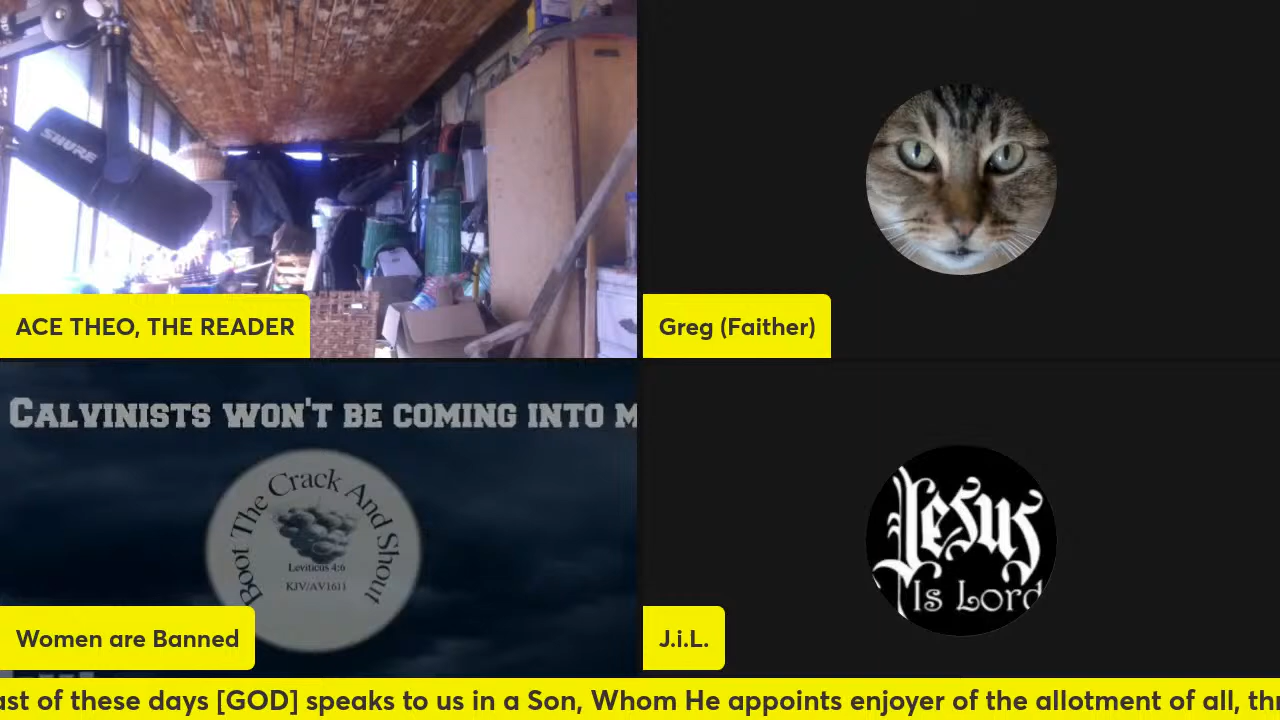 SHURE
ACE THEO, THE READER
Greg (Faither)
CALVINISTS WON'T BE COMING INTO M
Boot The Crack And Shout
Leviticus 4:6
KJV/AV1611
Women are Banned
Jesus
Is Lord
J.i.L.
ast of these days [GOD] speaks to us in a Son, Whom He appoints enjoyer of the allotment of all, thr